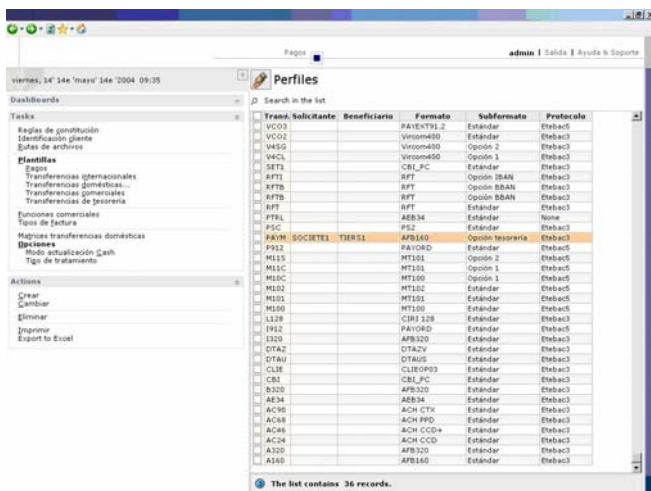 Pagos
admin | Salida | Ayuda & Soporte
viernes, 14' 14e 'mayo' 14e '2004 09:35
Perfiles
DashBoards
Search in the list
Tasks
Reglas de constitución
Identificación cliente
Rutas de archivos
Plantillas
Pagos
Transferencias internacionales
Transferencias domésticas...
Transferencias comerciales
Transferencias de tesorería
Funciones comerciales
Tipos de factura
Matrices transferencias domésticas
Opciones
Modo actualización Cash
Tipo de tratamiento
Actions
Crear
Cambiar
Eliminar
Imprimir
Export to Excel
Trans. Solicitante Beneficiario Formato Subformato Protocolo
VCO3 PAYEXT91.2 Estándar Etebac5
VCO2 Vircom400 Estándar Etebac3
V4SG Vircom400 Opción 2 Etebac3
V4CL Vircom400 Opción 1 Etebac3
SET1 CBI_PC Estándar Etebac3
RFTI RFT Opción IBAN Etebac3
RFTB RFT Opción BBAN Etebac3
RFTB RFT Opción BBAN Etebac3
RFT RFT Estándar Etebac3
PTRL AEB34 Estándar None
PSC PS2 Estándar Etebac3
PAYM SOCIETE1 TIERS1 AFB160 Opción tesorería Etebac3
P912 PAYORD Estándar Etebac5
M11S MT101 Opción 2 Etebac5
M11C MT101 Opción 1 Etebac5
M10C MT100 Opción 1 Etebac5
M102 MT102 Estándar Etebac3
M101 MT101 Estándar Etebac5
M100 MT100 Estándar Etebac5
L128 CIRI 128 Estándar Etebac3
I912 PAYORD Estándar Etebac5
I320 AFB320 Estándar Etebac3
DTAZ DTAZV Estándar Etebac3
DTAU DTAUS Estándar Etebac3
CLIE CLIEOP03 Estándar Etebac3
CBI CBI_PC Estándar Etebac3
B320 AFB320 Estándar Etebac3
AE34 AEB34 Estándar Etebac3
AC98 ACH CTX Estándar Etebac3
AC68 ACH PPD Estándar Etebac3
AC46 ACH CCD+ Estándar Etebac3
AC24 ACH CCD Estándar Etebac3
A320 AFB320 Estándar Etebac3
A160 AFB160 Estándar Etebac3
The list contains 36 records.